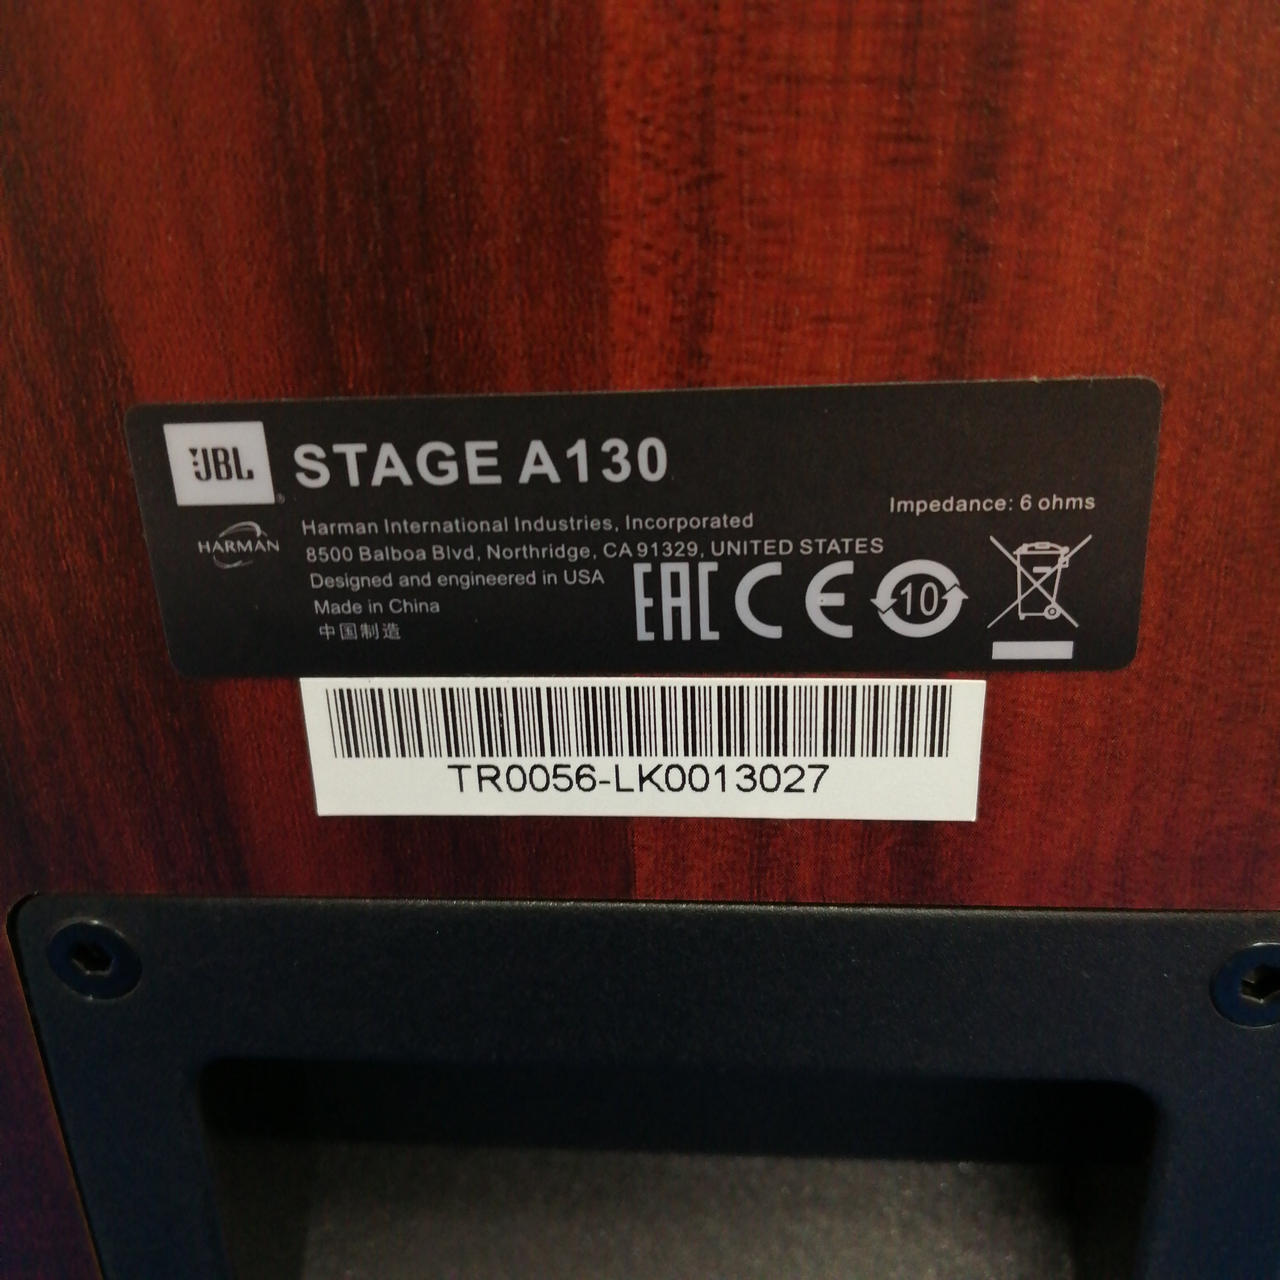 JBL
STAGE A130
Impedance: 6 ohms
HARMAN
Harman International Industries, Incorporated
8500 Balboa Blvd, Northridge, CA 91329, UNITED STATES
Designed and engineered in USA
Made in China
中国制造
EAC CE 10
TR0056-LK0013027